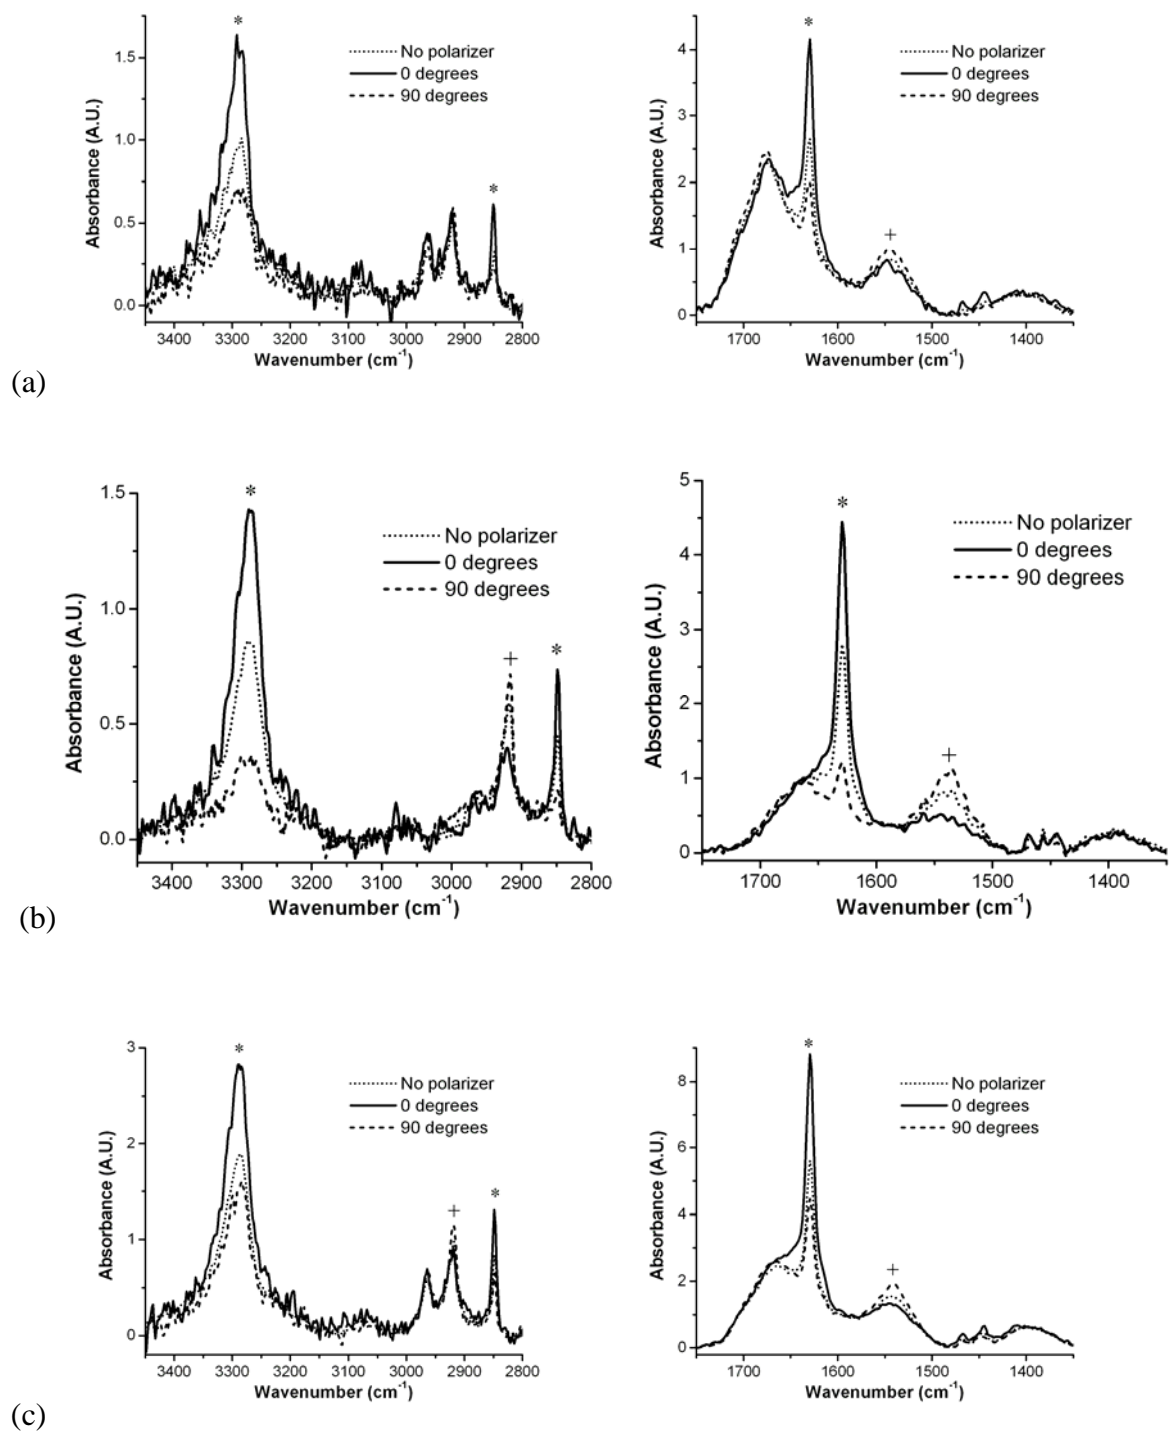 *
*
No polarizer
0 degrees
90 degrees
1.5
1.0
0.5
0.0
Absorbance (A.U.)
3400 3300 3200 3100 3000 2900 2800
Wavenumber (cm⁻¹)
*
+
No polarizer
0 degrees
90 degrees
4
3
2
1
0
Absorbance (A.U.)
1700 1600 1500 1400
Wavenumber (cm⁻¹)
(a)
*
+
*
No polarizer
0 degrees
90 degrees
1.5
1.0
0.5
0.0
Absorbance (A.U.)
3400 3300 3200 3100 3000 2900 2800
Wavenumber (cm⁻¹)
*
+
No polarizer
0 degrees
90 degrees
5
4
3
2
1
0
Absorbance (A.U.)
1700 1600 1500 1400
Wavenumber (cm⁻¹)
(b)
*
+
*
No polarizer
0 degrees
90 degrees
3
2
1
0
Absorbance (A.U.)
3400 3300 3200 3100 3000 2900 2800
Wavenumber (cm⁻¹)
*
+
No polarizer
0 degrees
90 degrees
8
6
4
2
0
Absorbance (A.U.)
1700 1600 1500 1400
Wavenumber (cm⁻¹)
(c)